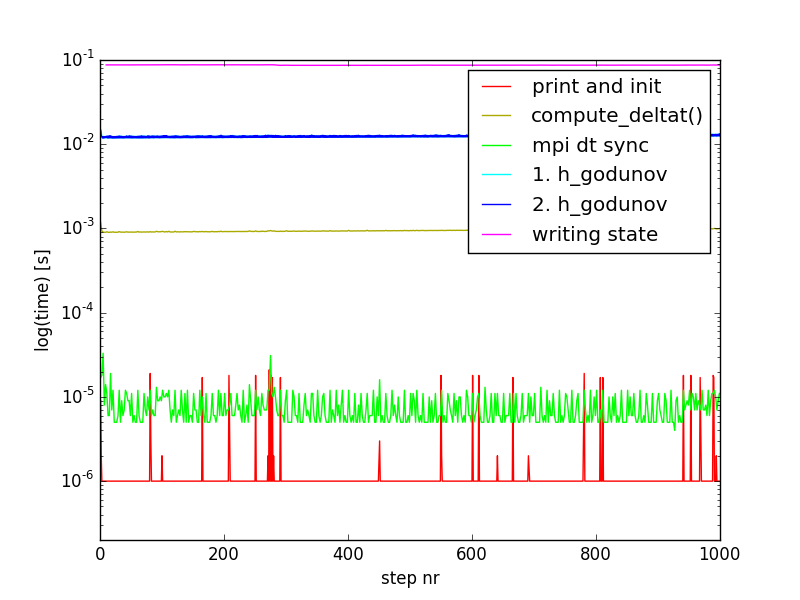 10^-1
10^-2
10^-3
10^-4
10^-5
10^-6
log(time) [s]
print and init
compute_deltat()
mpi dt sync
1. h_godunov
2. h_godunov
writing state
0 200 400 600 800 1000
step nr